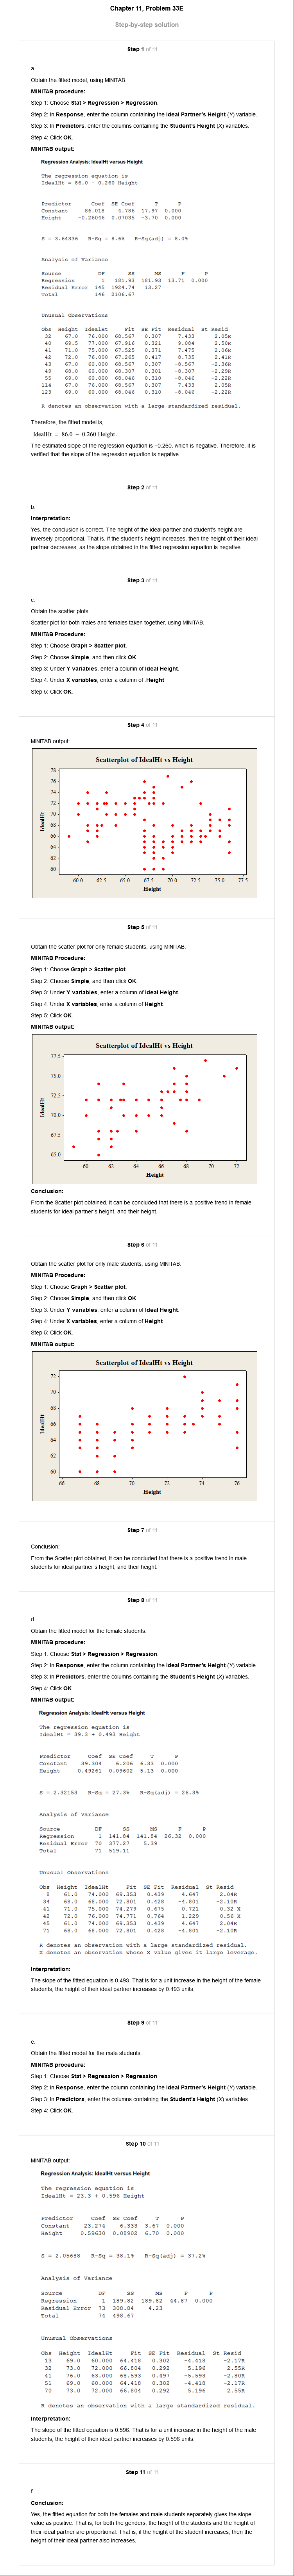 Chapter 11, Problem 33E
Step-by-step solution
Step 1 of 11
a.
Obtain the fitted model, using MINITAB.
MINITAB procedure:
Step 1: Choose Stat > Regression > Regression.
Step 2: In Response, enter the column containing the Ideal Partner's Height (Y) variable.
Step 3: In Predictors, enter the columns containing the Student's Height (X) variables.
Step 4: Click OK.
MINITAB output:
Regression Analysis: IdealHt versus Height
The regression equation is
IdealHt = 86.0 - 0.260 Height
Predictor Coef SE Coef T P
Constant 86.018 4.786 17.97 0.000
Height -0.26046 0.07035 -3.70 0.000
S = 3.64336 R-Sq = 8.6% R-Sq(adj) = 8.0%
Analysis of Variance
Source DF SS MS F P
Regression 1 181.93 181.93 13.71 0.000
Residual Error 145 1924.74 13.27
Total 146 2106.67
Unusual Observations
Obs Height IdealHt Fit SE Fit Residual St Resid
32 67.0 76.000 68.567 0.307 7.433 2.05R
40 69.5 77.000 67.916 0.321 9.084 2.50R
41 71.0 75.000 67.525 0.371 7.475 2.06R
42 72.0 76.000 67.265 0.417 8.735 2.41R
43 67.0 60.000 68.567 0.307 -8.567 -2.36R
49 68.0 60.000 68.307 0.301 -8.307 -2.29R
55 69.0 60.000 68.046 0.310 -8.046 -2.22R
114 67.0 76.000 68.567 0.307 7.433 2.05R
123 69.0 60.000 68.046 0.310 -8.046 -2.22R
R denotes an observation with a large standardized residual.
Therefore, the fitted model is,
IdealHt = 86.0 − 0.260 Height
The estimated slope of the regression equation is −0.260, which is negative. Therefore, it is
verified that the slope of the regression equation is negative.
Step 2 of 11
b.
Interpretation:
Yes, the conclusion is correct. The height of the ideal partner and student's height are
inversely proportional. That is, if the student's height increases, then the height of their ideal
partner decreases, as the slope obtained in the fitted regression equation is negative.
Step 3 of 11
c.
Obtain the scatter plots.
Scatter plot for both males and females taken together, using MINITAB.
MINITAB Procedure:
Step 1: Choose Graph > Scatter plot.
Step 2: Choose Simple, and then click OK.
Step 3: Under Y variables, enter a column of Ideal Height.
Step 4: Under X variables, enter a column of Height.
Step 5: Click OK.
Step 4 of 11
MINITAB output:
Scatterplot of IdealHt vs Height
78
76
74
72
70
68
66
64
62
60
IdealHt
60.0 62.5 65.0 67.5 70.0 72.5 75.0 77.5
Height
Step 5 of 11
Obtain the scatter plot for only female students, using MINITAB.
MINITAB Procedure:
Step 1: Choose Graph > Scatter plot.
Step 2: Choose Simple, and then click OK.
Step 3: Under Y variables, enter a column of Ideal Height.
Step 4: Under X variables, enter a column of Height.
Step 5: Click OK.
MINITAB output:
Scatterplot of IdealHt vs Height
77.5
75.0
72.5
70.0
67.5
65.0
IdealHt
60 62 64 66 68 70 72
Height
Conclusion:
From the Scatter plot obtained, it can be concluded that there is a positive trend in female
students for ideal partner's height, and their height.
Step 6 of 11
Obtain the scatter plot for only male students, using MINITAB.
MINITAB Procedure:
Step 1: Choose Graph > Scatter plot.
Step 2: Choose Simple, and then click OK.
Step 3: Under Y variables, enter a column of Ideal Height.
Step 4: Under X variables, enter a column of Height.
Step 5: Click OK.
MINITAB output:
Scatterplot of IdealHt vs Height
72
70
68
66
64
62
60
IdealHt
66 68 70 72 74 76
Height
Step 7 of 11
Conclusion:
From the Scatter plot obtained, it can be concluded that there is a positive trend in male
students for ideal partner's height, and their height.
Step 8 of 11
d.
Obtain the fitted model for the female students.
MINITAB procedure:
Step 1: Choose Stat > Regression > Regression.
Step 2: In Response, enter the column containing the Ideal Partner's Height (Y) variable.
Step 3: In Predictors, enter the columns containing the Student's Height (X) variables.
Step 4: Click OK.
MINITAB output:
Regression Analysis: IdealHt versus Height
The regression equation is
IdealHt = 39.3 + 0.493 Height
Predictor Coef SE Coef T P
Constant 39.304 6.206 6.33 0.000
Height 0.49261 0.09602 5.13 0.000
S = 2.32153 R-Sq = 27.3% R-Sq(adj) = 26.3%
Analysis of Variance
Source DF SS MS F P
Regression 1 141.84 141.84 26.32 0.000
Residual Error 70 377.27 5.39
Total 71 519.11
Unusual Observations
Obs Height IdealHt Fit SE Fit Residual St Resid
8 61.0 74.000 69.353 0.439 4.647 2.04R
34 68.0 68.000 72.801 0.428 -4.801 -2.10R
41 71.0 75.000 74.279 0.675 0.721 0.32 X
42 72.0 76.000 74.771 0.764 1.229 0.56 X
45 61.0 74.000 69.353 0.439 4.647 2.04R
71 68.0 68.000 72.801 0.428 -4.801 -2.10R
R denotes an observation with a large standardized residual.
X denotes an observation whose X value gives it large leverage.
Interpretation:
The slope of the fitted equation is 0.493. That is for a unit increase in the height of the female
students, the height of their ideal partner increases by 0.493 units.
Step 9 of 11
e.
Obtain the fitted model for the male students.
MINITAB procedure:
Step 1: Choose Stat > Regression > Regression.
Step 2: In Response, enter the column containing the Ideal Partner's Height (Y) variable.
Step 3: In Predictors, enter the columns containing the Student's Height (X) variables.
Step 4: Click OK.
Step 10 of 11
MINITAB output:
Regression Analysis: IdealHt versus Height
The regression equation is
IdealHt = 23.3 + 0.596 Height
Predictor Coef SE Coef T P
Constant 23.274 6.333 3.67 0.000
Height 0.59630 0.08902 6.70 0.000
S = 2.05688 R-Sq = 38.1% R-Sq(adj) = 37.2%
Analysis of Variance
Source DF SS MS F P
Regression 1 189.82 189.82 44.87 0.000
Residual Error 73 308.84 4.23
Total 74 498.67
Unusual Observations
Obs Height IdealHt Fit SE Fit Residual St Resid
13 69.0 60.000 64.418 0.302 -4.418 -2.17R
32 73.0 72.000 66.804 0.292 5.196 2.55R
41 76.0 63.000 68.593 0.497 -5.593 -2.80R
51 69.0 60.000 64.418 0.302 -4.418 -2.17R
70 73.0 72.000 66.804 0.292 5.196 2.55R
R denotes an observation with a large standardized residual.
Interpretation:
The slope of the fitted equation is 0.596. That is for a unit increase in the height of the male
students, the height of their ideal partner increases by 0.596 units.
Step 11 of 11
f.
Conclusion:
Yes, the fitted equation for both the females and male students separately gives the slope
value as positive. That is, for both the genders, the height of the students and the height of
their ideal partner are proportional. That is, if the height of the student increases, then the
height of their ideal partner also increases,